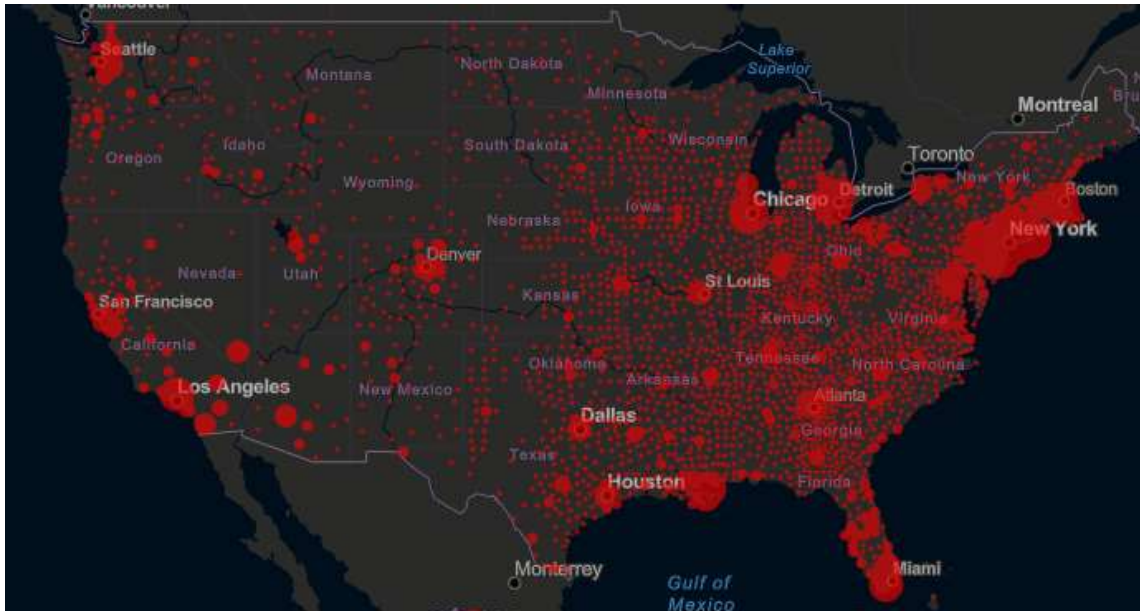 Vancouver
Seattle
Montana
North Dakota
Lake
Superior
Minnesota
Montreal
Bru
Oregon
Idaho
South Dakota
Wisconsin
Toronto
Wyoming
New York
Nebraska
Iowa
Chicago
Detroit
Boston
New York
Nevada
Utah
Denver
Ohio
San Francisco
Kansas
St Louis
California
Kentucky
Virginia
Los Angeles
New Mexico
Oklahoma
Arkansas
Tennessee
North Carolina
Dallas
Atlanta
Georgia
Texas
Houston
Florida
Monterrey
Gulf of
Mexico
Miami